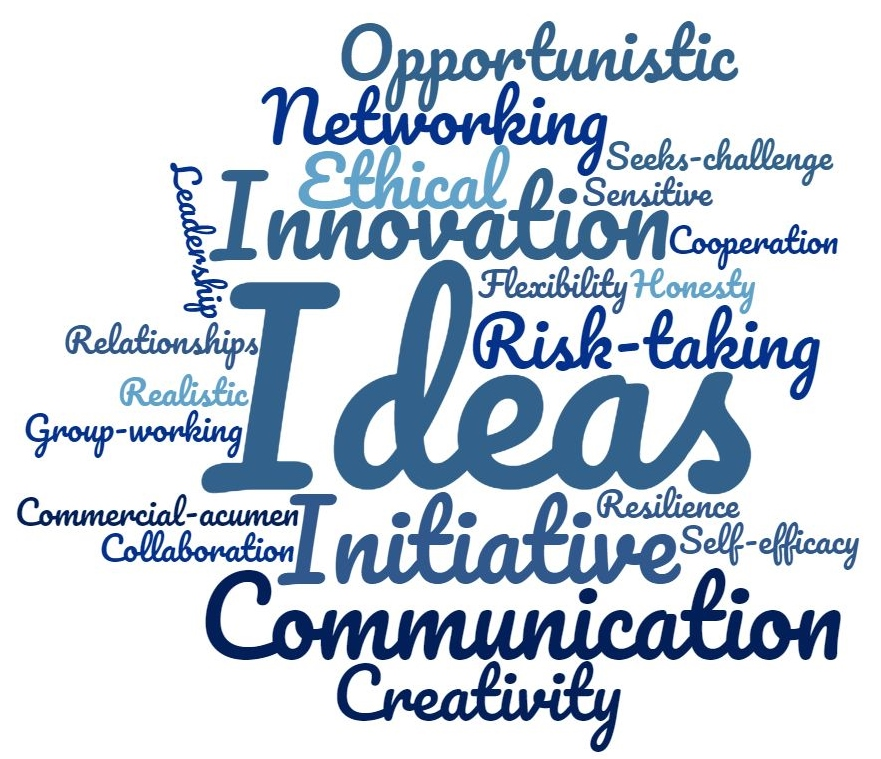 Opportunistic
Networking
Seeks-challenge
Ethical
Sensitive
Leadership
Innovation
Cooperation
Flexibility
Honesty
Relationships
Risk-taking
Ideas
Realistic
Group-working
Commercial-acumen
Resilience
Initiative
Self-efficacy
Collaboration
Communication
Creativity